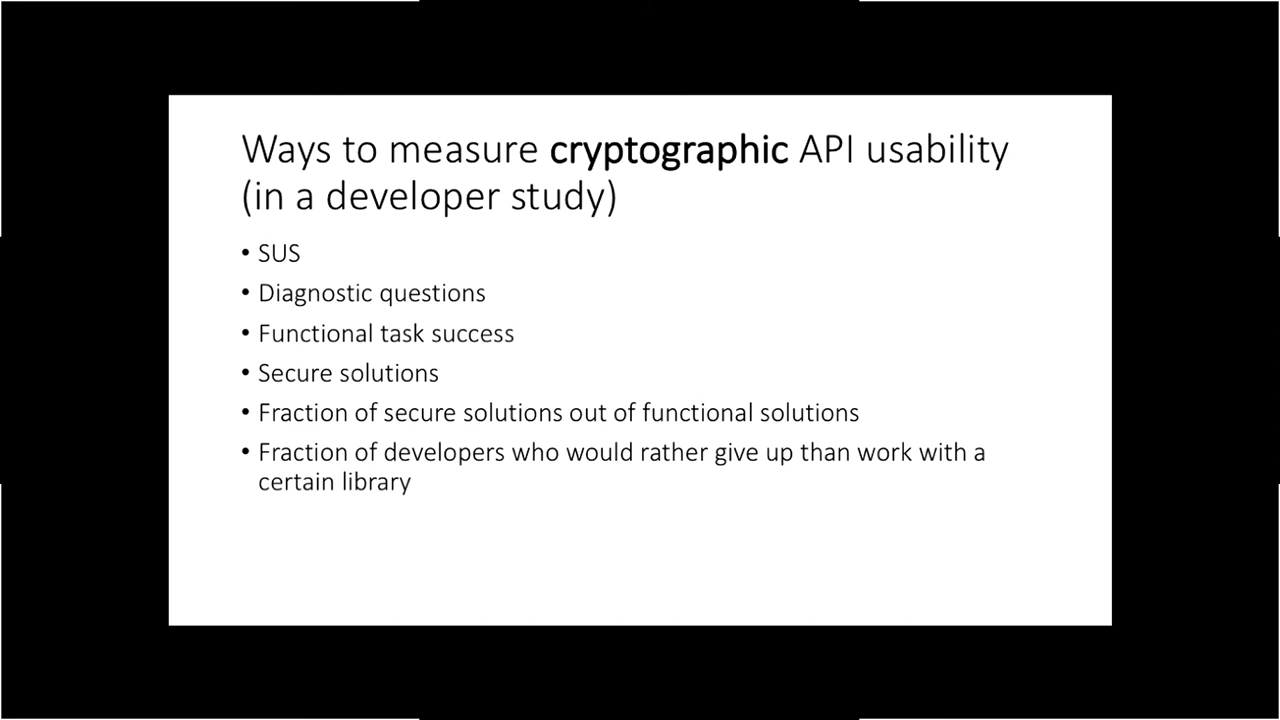 Ways to measure cryptographic API usability
(in a developer study)
• SUS
• Diagnostic questions
• Functional task success
• Secure solutions
• Fraction of secure solutions out of functional solutions
• Fraction of developers who would rather give up than work with a
certain library